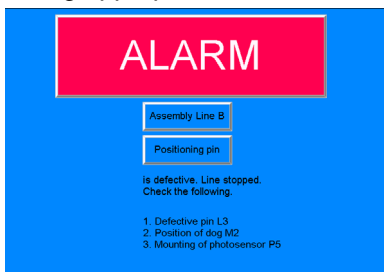 ALARM
Assembly Line B
Positioning pin
is defective. Line stopped.
Check the following.
1. Defective pin L3
2. Position of dog M2
3. Mounting of photosensor P5